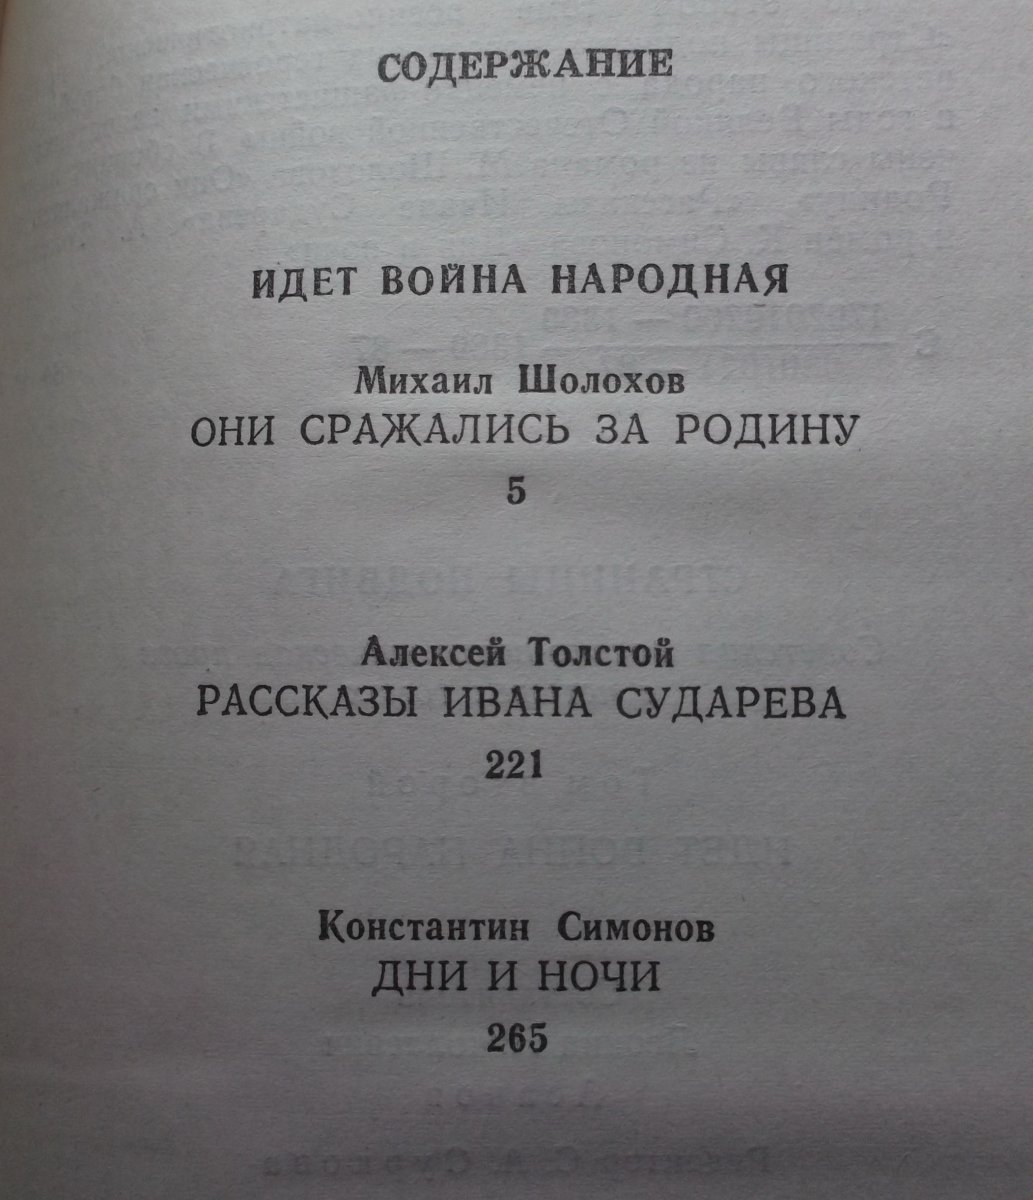 СОДЕРЖАНИЕ
ИДЕТ ВОЙНА НАРОДНАЯ
Михаил Шолохов
ОНИ СРАЖАЛИСЬ ЗА РОДИНУ
5
Алексей Толстой
РАССКАЗЫ ИВАНА СУДАРЕВА
221
Константин Симонов
ДНИ И НОЧИ
265